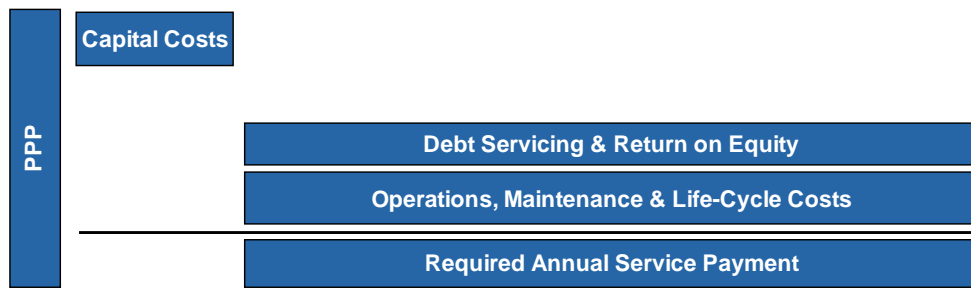 PPP
Capital Costs
Debt Servicing & Return on Equity
Operations, Maintenance & Life-Cycle Costs
Required Annual Service Payment